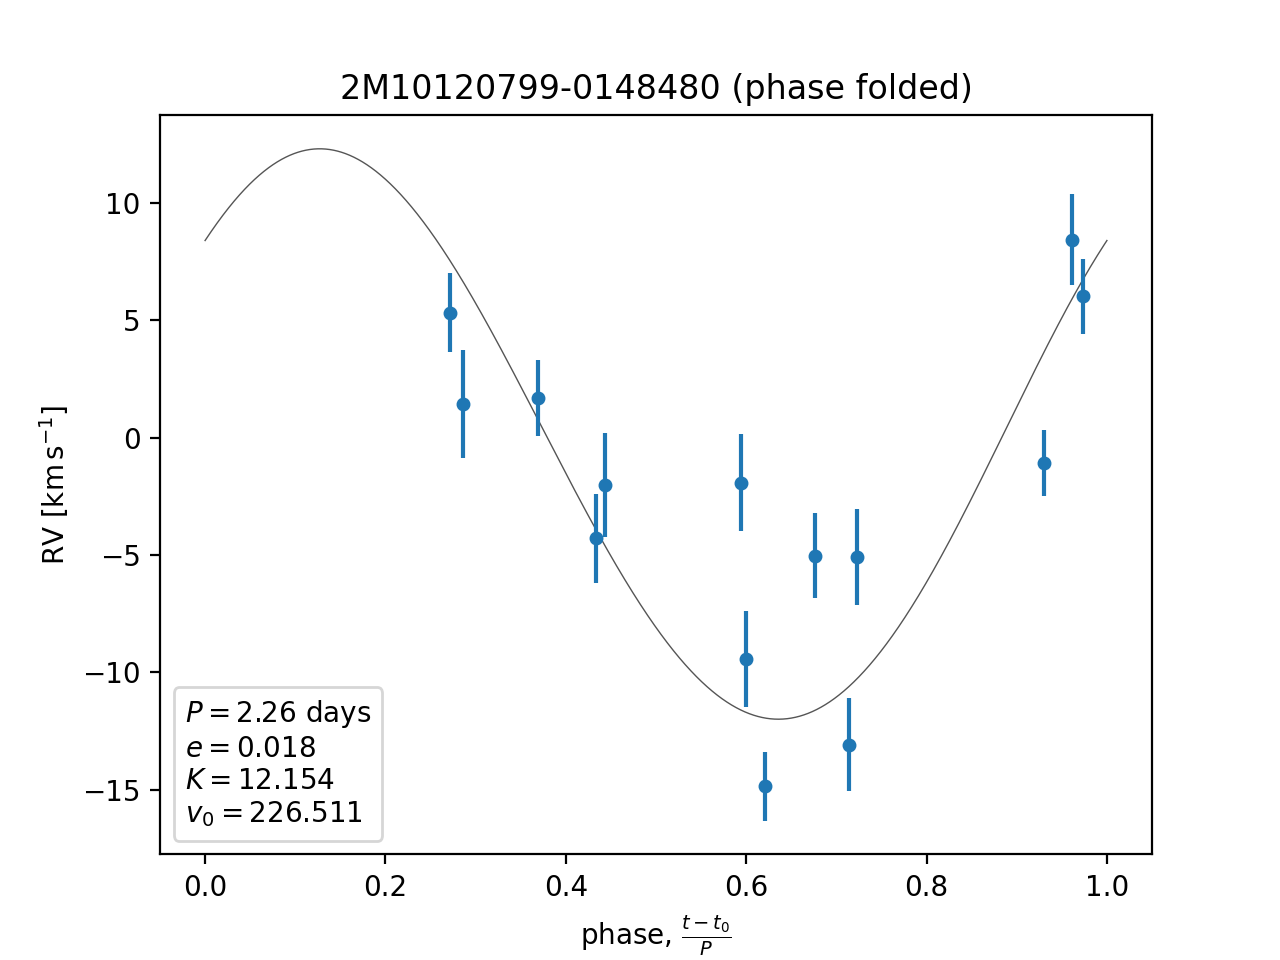 2M10120799-0148480 (phase folded)
10
5
0
−5
−10
−15
RV [km s⁻¹]
P = 2.26 days
e = 0.018
K = 12.154
v₀ = 226.511
0.0 0.2 0.4 0.6 0.8 1.0
phase, (t − t₀)/P